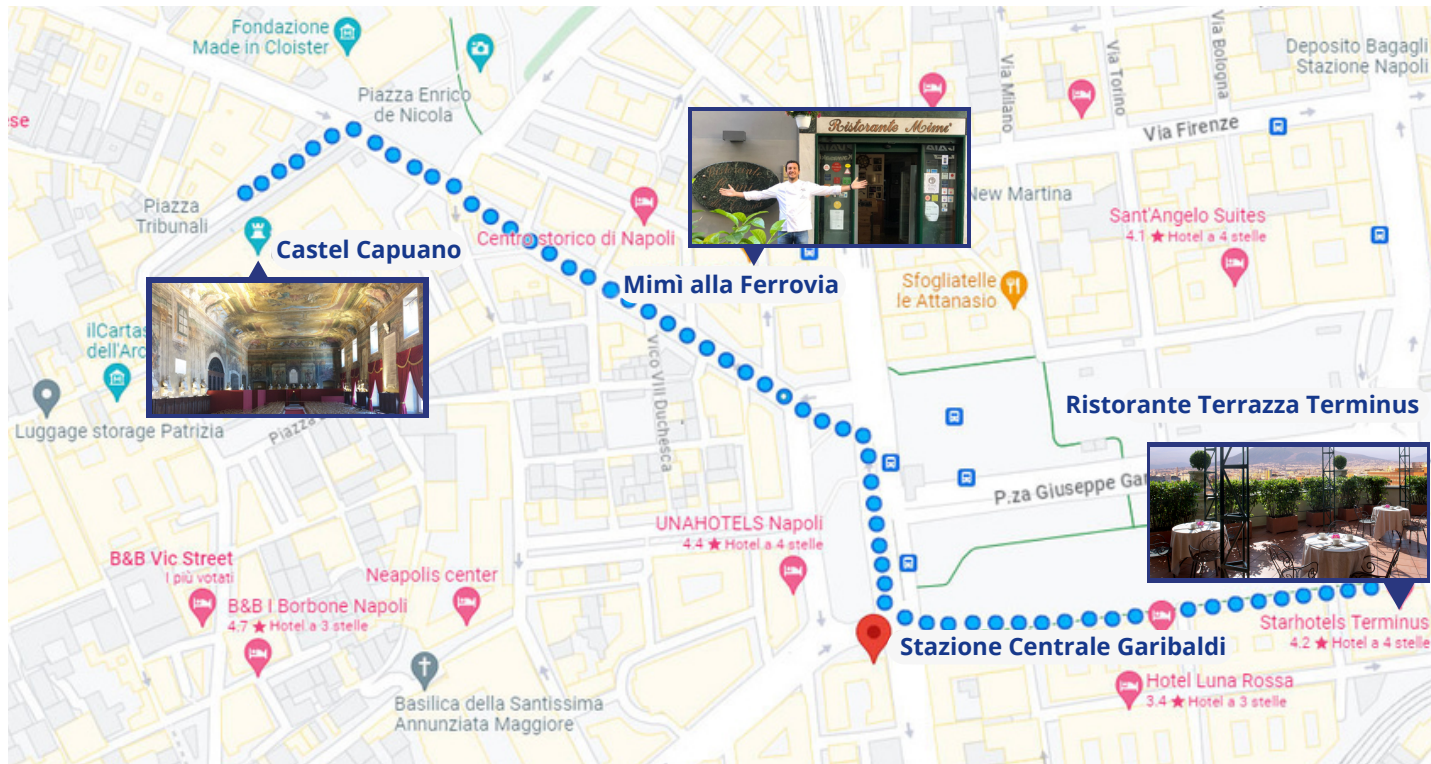 Fondazione
Made in Cloister
Piazza Enrico
de Nicola
se
Piazza
Tribunali
Castel Capuano
Centro storico di Napoli
Ristorante Mimi'
Mimì alla Ferrovia
Via Milano
Via Torino
Via Bologna
Deposito Bagagli
Stazione Napoli
Via Firenze
New Martina
Sant'Angelo Suites
4.1 ★ Hotel a 4 stelle
Sfogliatelle
le Attanasio
ilCartas
dell'Arc
Luggage storage Patrizia
Piazza
Vico VIII Duchesca
Ristorante Terrazza Terminus
P.za Giuseppe Gar
UNAHOTELS Napoli
4.4 ★ Hotel a 4 stelle
B&B Vic Street
I più votati
B&B I Borbone Napoli
4.7 ★ Hotel a 3 stelle
Neapolis center
Basilica della Santissima
Annunziata Maggiore
Stazione Centrale Garibaldi
Starhotels Terminus
4.2 ★ Hotel a 4 stelle
Hotel Luna Rossa
3.4 ★ Hotel a 3 stelle